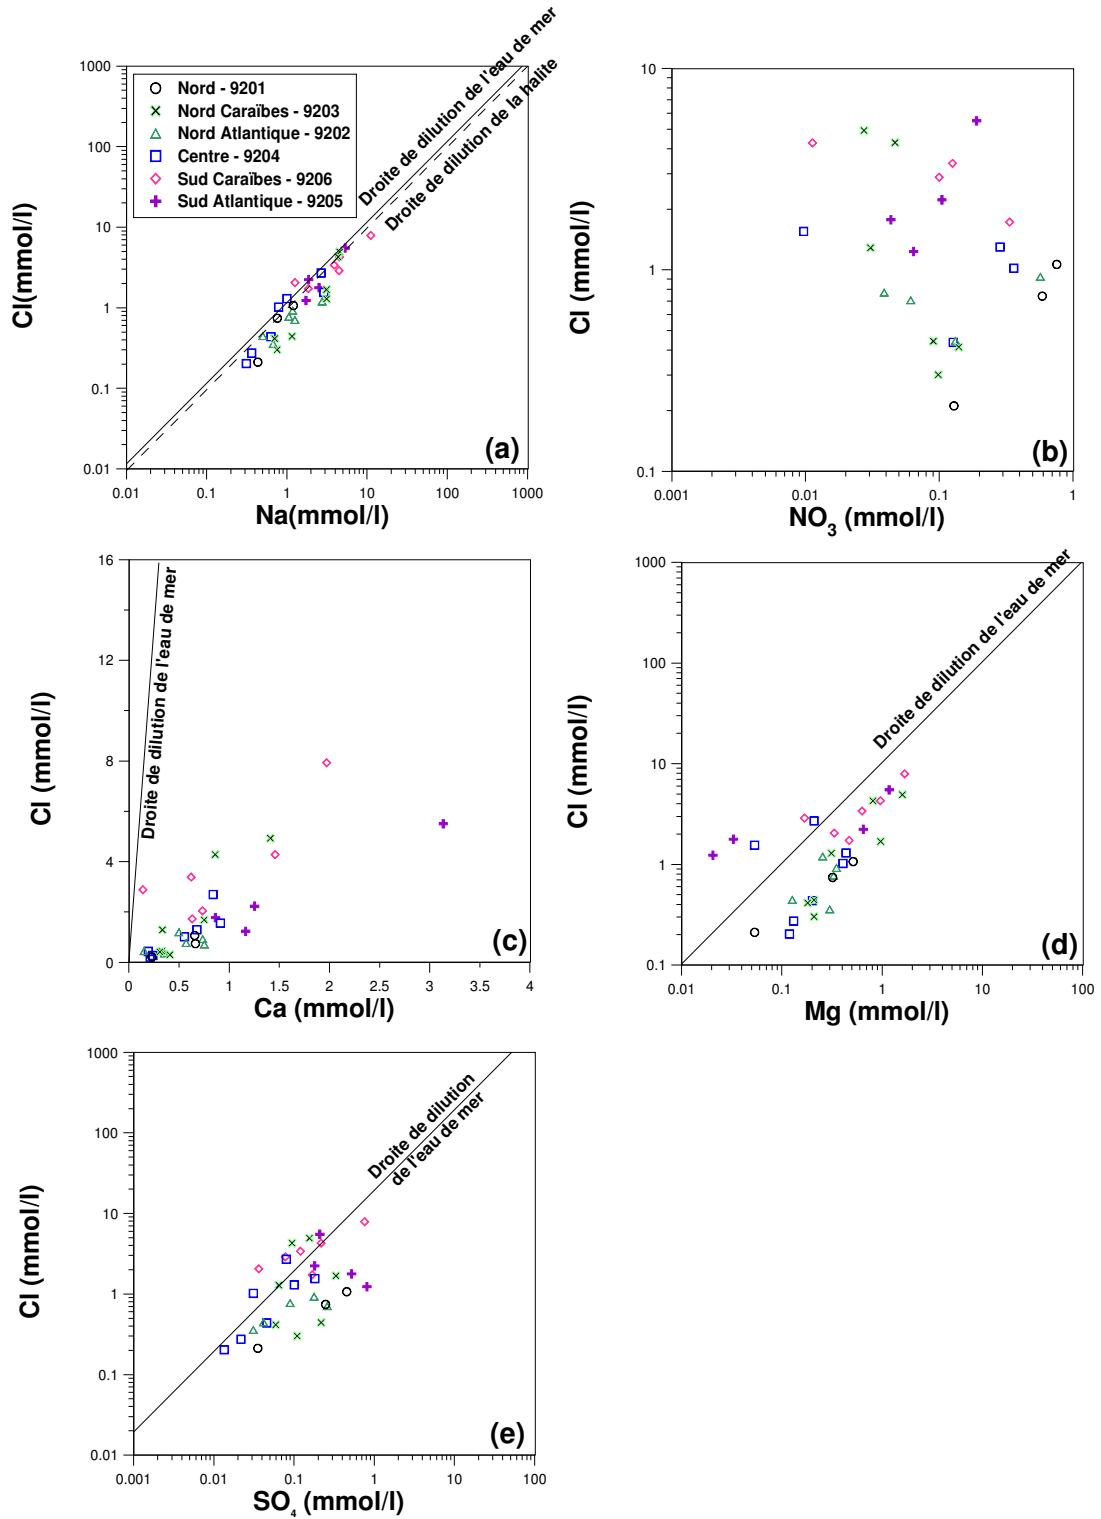 1000
100
10
1
0.1
0.01
Cl(mmol/l)
Nord - 9201
Nord Caraïbes - 9203
Nord Atlantique - 9202
Centre - 9204
Sud Caraïbes - 9206
Sud Atlantique - 9205
Droite de dilution de l'eau de mer
Droite de dilution de la halite
(a)
0.01 0.1 1 10 100 1000
Na(mmol/l)
10
1
0.1
Cl (mmol/l)
(b)
0.001 0.01 0.1 1
NO3 (mmol/l)
16
12
8
4
0
Cl (mmol/l)
Droite de dilution de l'eau de mer
(c)
0 0.5 1 1.5 2 2.5 3 3.5 4
Ca (mmol/l)
1000
100
10
1
0.1
Cl (mmol/l)
Droite de dilution de l'eau de mer
(d)
0.01 0.1 1 10 100
Mg (mmol/l)
1000
100
10
1
0.1
0.01
Cl (mmol/l)
Droite de dilution
de l'eau de mer
(e)
0.001 0.01 0.1 1 10 100
SO4 (mmol/l)